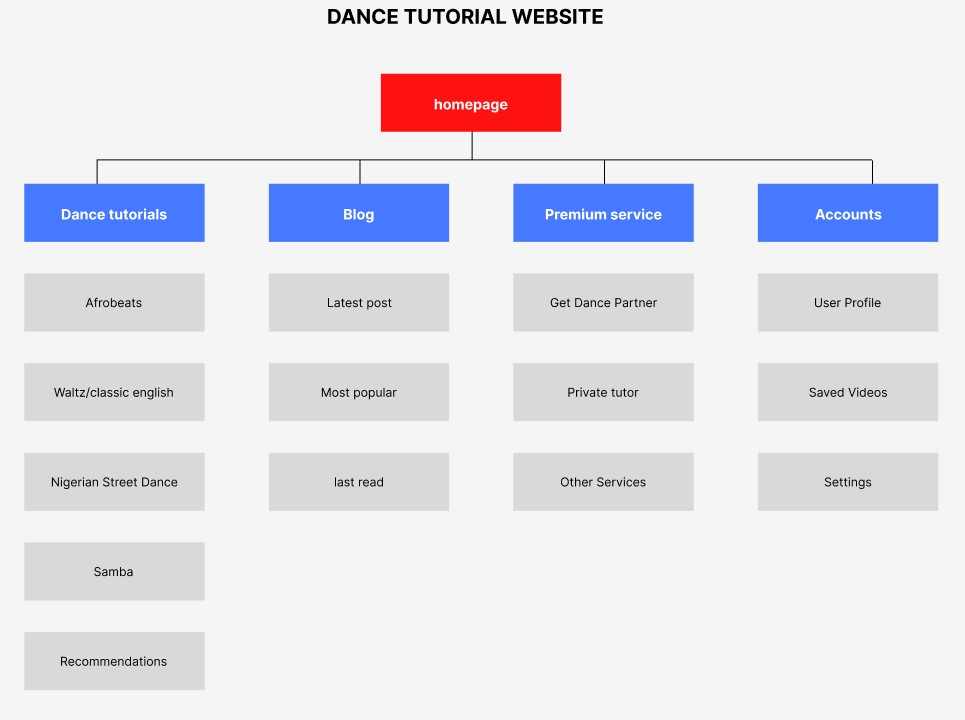 DANCE TUTORIAL WEBSITE
homepage
Dance tutorials
Blog
Premium service
Accounts
Afrobeats
Latest post
Get Dance Partner
User Profile
Waltz/classic english
Most popular
Private tutor
Saved Videos
Nigerian Street Dance
last read
Other Services
Settings
Samba
Recommendations